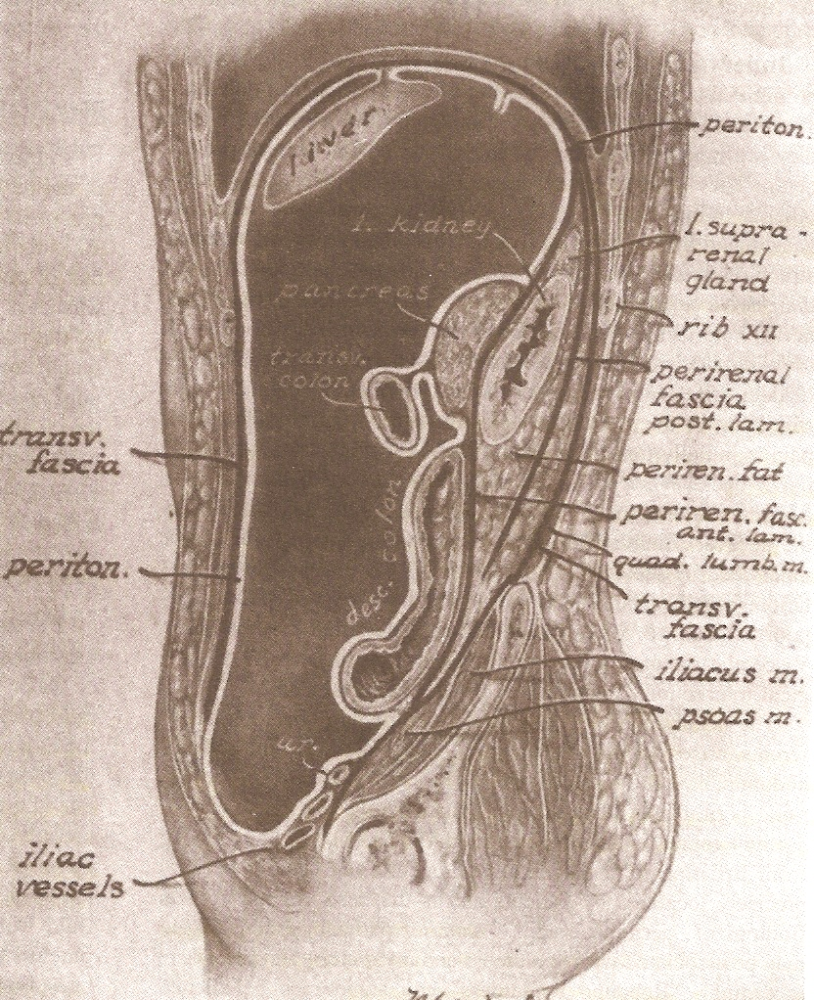 Liver
periton.
l. kidney
l. supra-
renal
gland
pancreas
rib XII
transv.
colon
perirenal
fascia
post. lam.
transv.
fascia
periren. fat
desc. colon
periren. fasc.
ant. lam.
quad. lumb. m.
periton.
transv.
fascia
iliacus m.
psoas m.
ur.
iliac
vessels